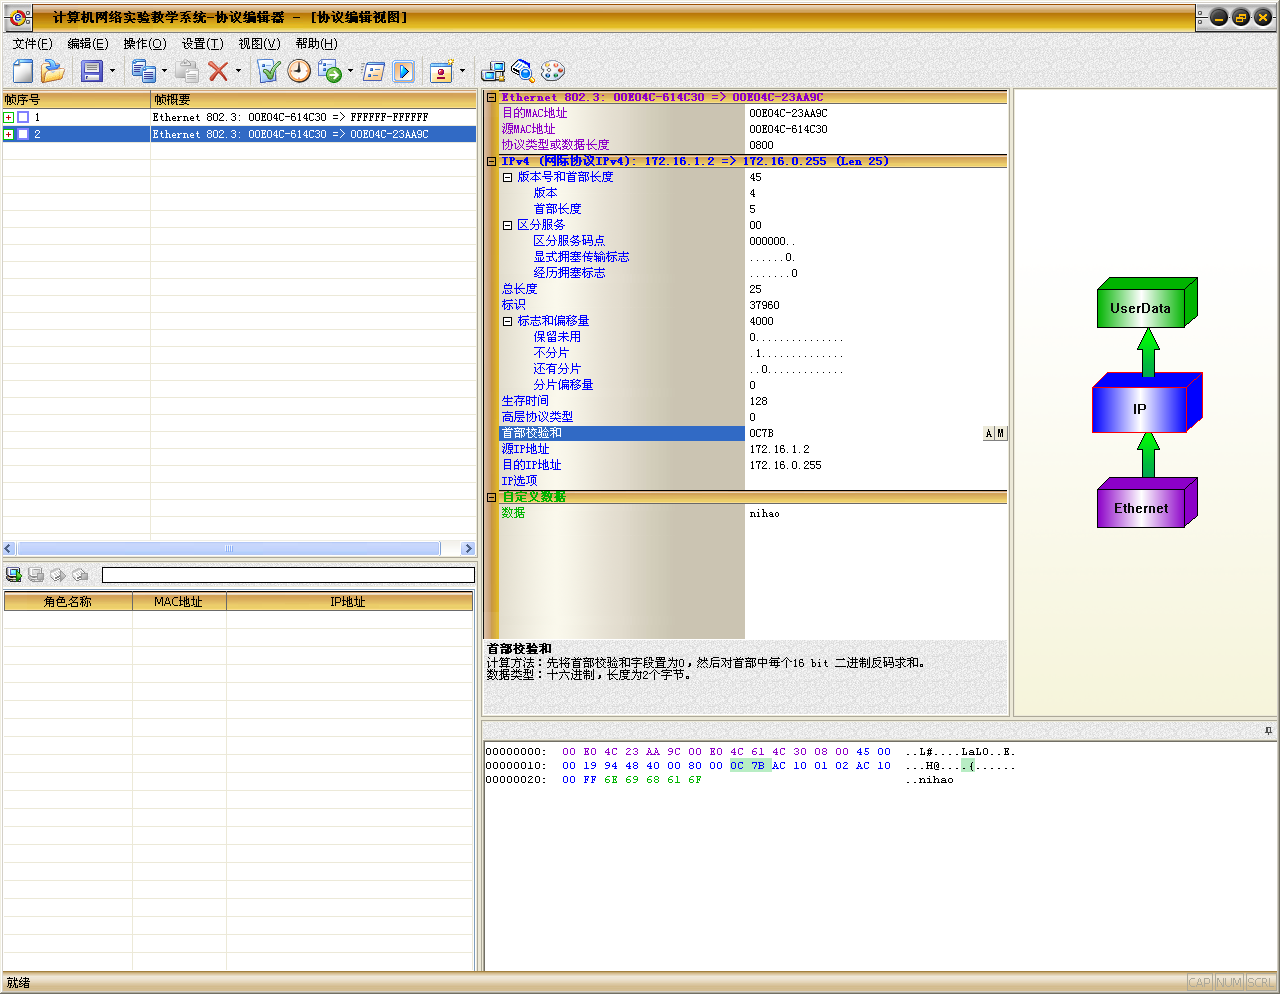 计算机网络实验教学系统-协议编辑器 - [协议编辑视图]
文件(F) 编辑(E) 操作(O) 设置(T) 视图(V) 帮助(H)
帧序号 帧概要
1 Ethernet 802.3: 00E04C-614C30 => FFFFFF-FFFFFF
2 Ethernet 802.3: 00E04C-614C30 => 00E04C-23AA9C
角色名称 MAC地址 IP地址
Ethernet 802.3: 00E04C-614C30 => 00E04C-23AA9C
目的MAC地址 00E04C-23AA9C
源MAC地址 00E04C-614C30
协议类型或数据长度 0800
IPv4 (网际协议IPv4): 172.16.1.2 => 172.16.0.255 (Len 25)
版本号和首部长度 45
版本 4
首部长度 5
区分服务 00
区分服务码点 000000..
显式拥塞传输标志 ......0.
经历拥塞标志 .......0
总长度 25
标识 37960
标志和偏移量 4000
保留未用 0...............
不分片 .1..............
还有分片 ..0.............
分片偏移量 0
生存时间 128
高层协议类型 0
首部校验和 0C7B A M
源IP地址 172.16.1.2
目的IP地址 172.16.0.255
IP选项
自定义数据
数据 nihao
首部校验和
计算方法：先将首部校验和字段置为0，然后对首部中每个16 bit 二进制反码求和。
数据类型：十六进制，长度为2个字节。
UserData
IP
Ethernet
00000000: 00 E0 4C 23 AA 9C 00 E0 4C 61 4C 30 08 00 45 00 ..L#....LaL0..E.
00000010: 00 19 94 48 40 00 80 00 0C 7B AC 10 01 02 AC 10 ...H@....{......
00000020: 00 FF 6E 69 68 61 6F ..nihao
就绪 CAP NUM SCRL